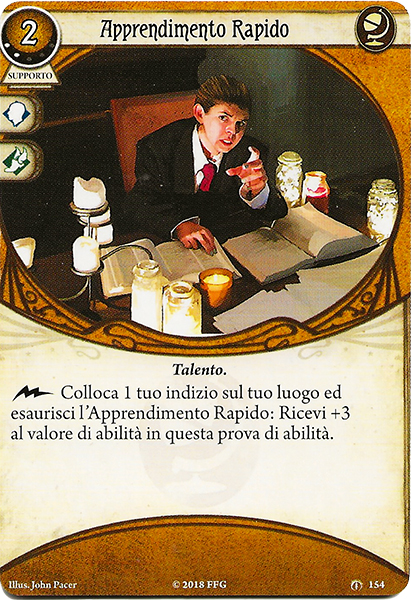 Apprendimento Rapido
2
SUPPORTO
Talento.
Colloca 1 tuo indizio sul tuo luogo ed
esaurisci l'Apprendimento Rapido: Ricevi +3
al valore di abilità in questa prova di abilità.
Illus. John Pacer © 2018 FFG 154